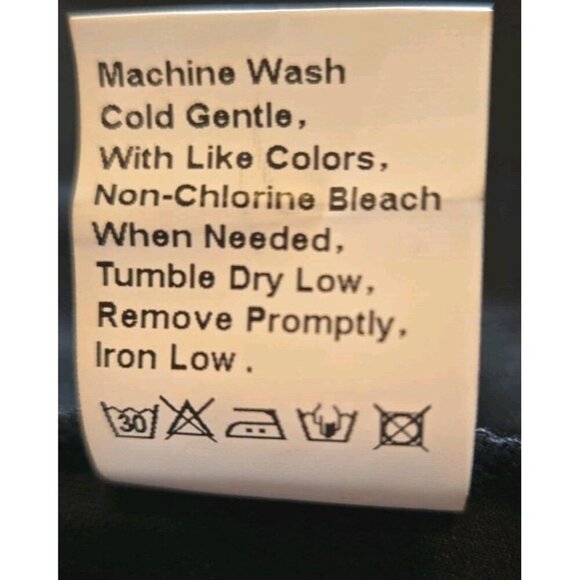 Machine Wash
Cold Gentle,
With Like Colors,
Non-Chlorine Bleach
When Needed,
Tumble Dry Low,
Remove Promptly,
Iron Low.
30